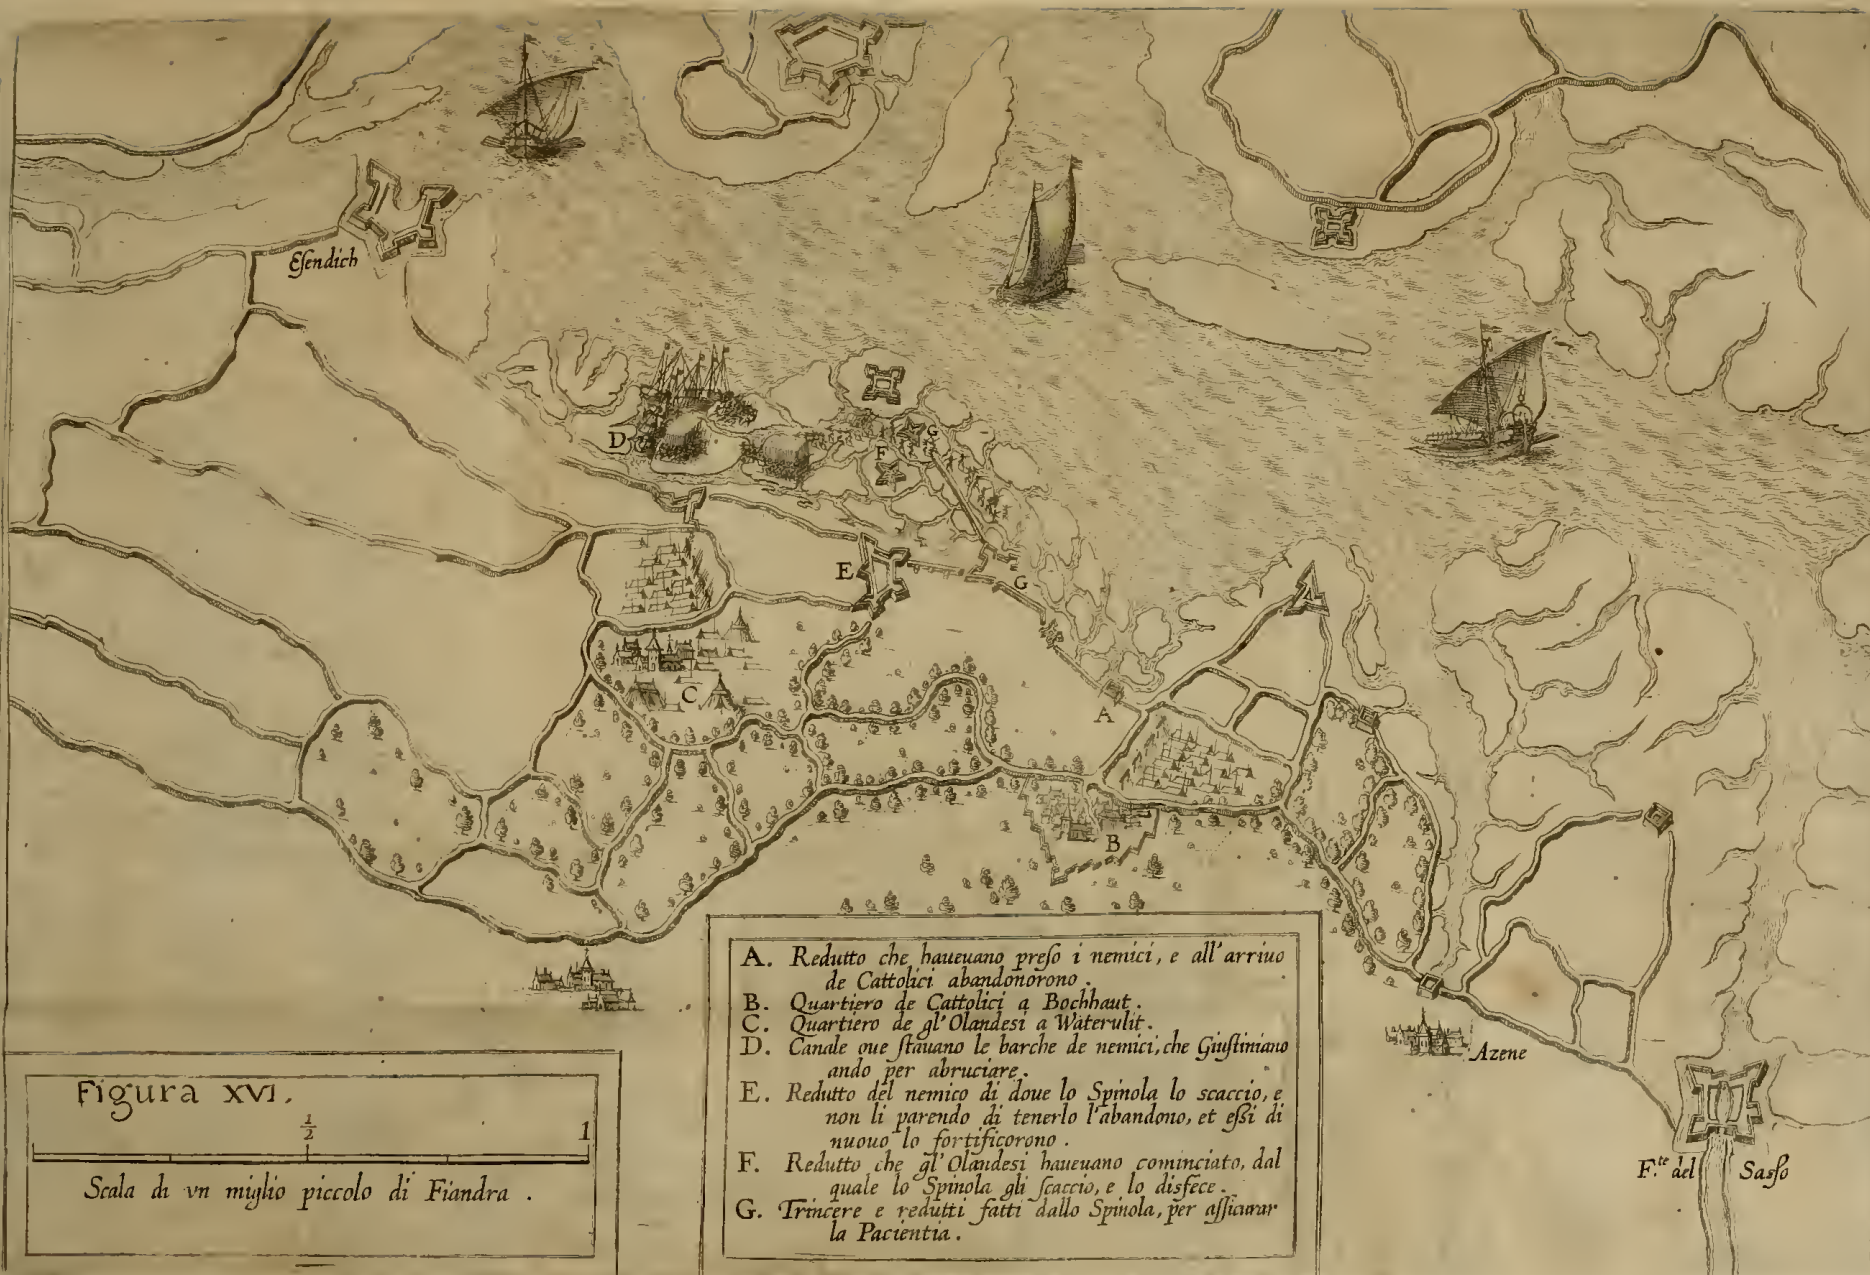 Eſendich
D
G
F
E
G
C
A
B
A. Redutto che haueuano preſo i nemici, e all'arriuo
de Cattolici abandonorono.
B. Quartiero de Cattolici a Bochhaut.
C. Quartiero de gl'Olandesi a Waterulit.
D. Canale oue ſtauano le barche de nemici, che Giuſtiniano
ando per abruciare.
E. Redutto del nemico di doue lo Spinola lo scaccio, e
non li parendo di tenerlo l'abandono, et eſsi di
nuouo lo fortificorono.
F. Redutto che gl'Olandesi haueuano cominciato, dal
quale lo Spinola gli ſcaccio, e lo disfece.
G. Trincere e redutti fatti dallo Spinola, per aſſicurar
la Pacientia.
Azene
F.te del Saſso
Figura XVI.
1/2 1
Scala di vn miglio piccolo di Fiandra.